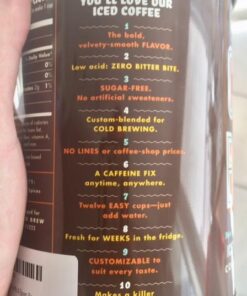 YOU'LL LOVE OUR
ICED COFFEE
1
The bold,
velvety-smooth FLAVOR.
2
Low acid: ZERO BITTER BITE.
3
SUGAR-FREE.
No artificial sweeteners.
4
Custom-blended for
COLD BREWING.
5
NO LINES or coffee-shop prices.
6
A CAFFEINE FIX
anytime, anywhere.
7
Twelve EASY cups—just
add water.
8
Fresh for WEEKS in the fridge.
9
CUSTOMIZABLE to
suit every taste.
10
Makes a killer
Value*
0%
0%